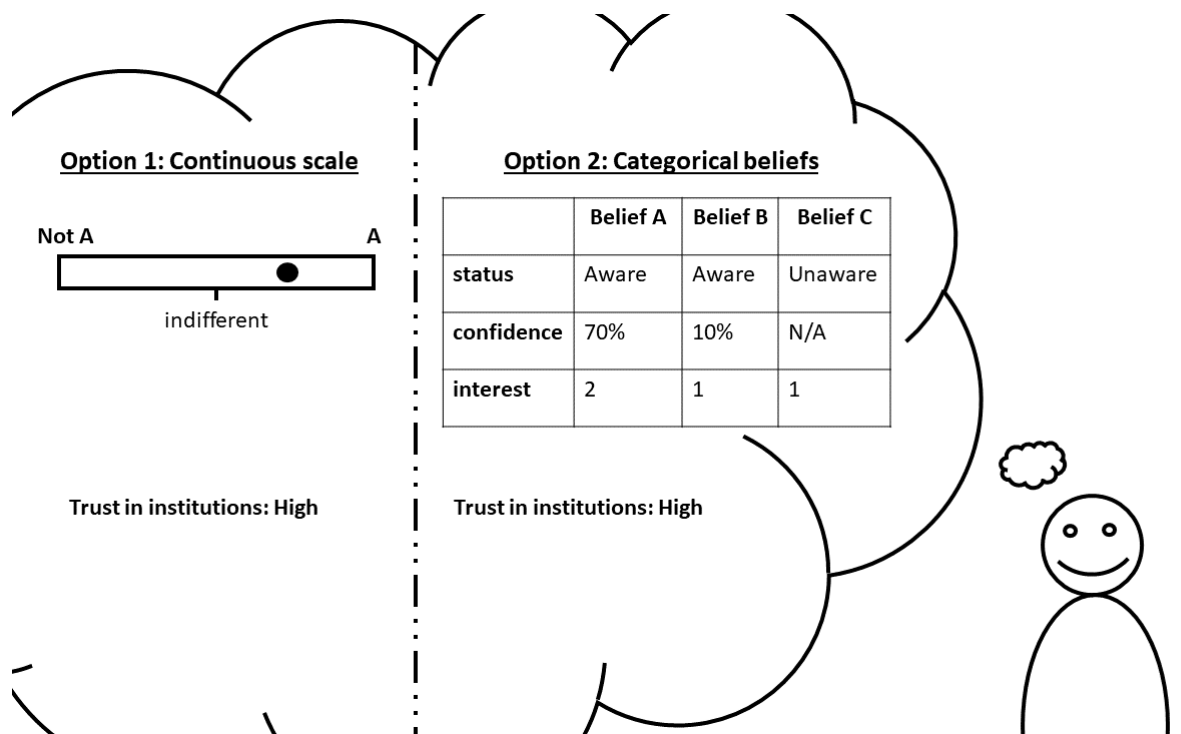 Option 1: Continuous scale
Not A A
indifferent
Trust in institutions: High
Option 2: Categorical beliefs
Belief A Belief B Belief C
status Aware Aware Unaware
confidence 70% 10% N/A
interest 2 1 1
Trust in institutions: High